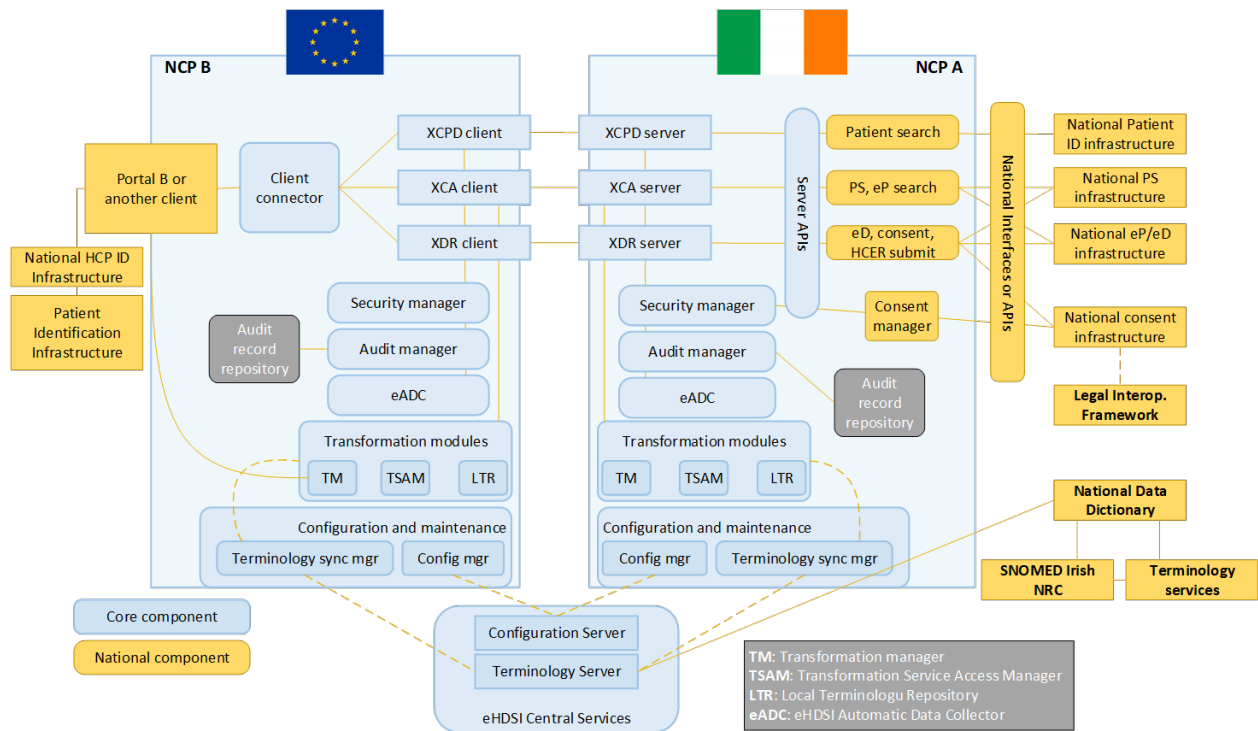 NCP B
NCP A
XCPD client
XCPD server
Patient search
National Patient
ID infrastructure
Portal B or
another client
Client
connector
XCA client
XCA server
Server APIs
PS, eP search
National Interfaces or APIs
National PS
infrastructure
XDR client
XDR server
eD, consent,
HCER submit
National eP/eD
infrastructure
National HCP ID
Infrastructure
Patient
Identification
Infrastructure
Security manager
Audit
record
repository
Audit manager
eADC
Security manager
Consent
manager
National consent
infrastructure
Audit manager
eADC
Audit
record
repository
Legal Interop.
Framework
Transformation modules
TM
TSAM
LTR
Transformation modules
TM
TSAM
LTR
National Data
Dictionary
Configuration and maintenance
Terminology sync mgr
Config mgr
Configuration and maintenance
Config mgr
Terminology sync mgr
SNOMED Irish
NRC
Terminology
services
Core component
National component
Configuration Server
Terminology Server
eHDSI Central Services
TM: Transformation manager
TSAM: Transformation Service Access Manager
LTR: Local Terminologu Repository
eADC: eHDSI Automatic Data Collector